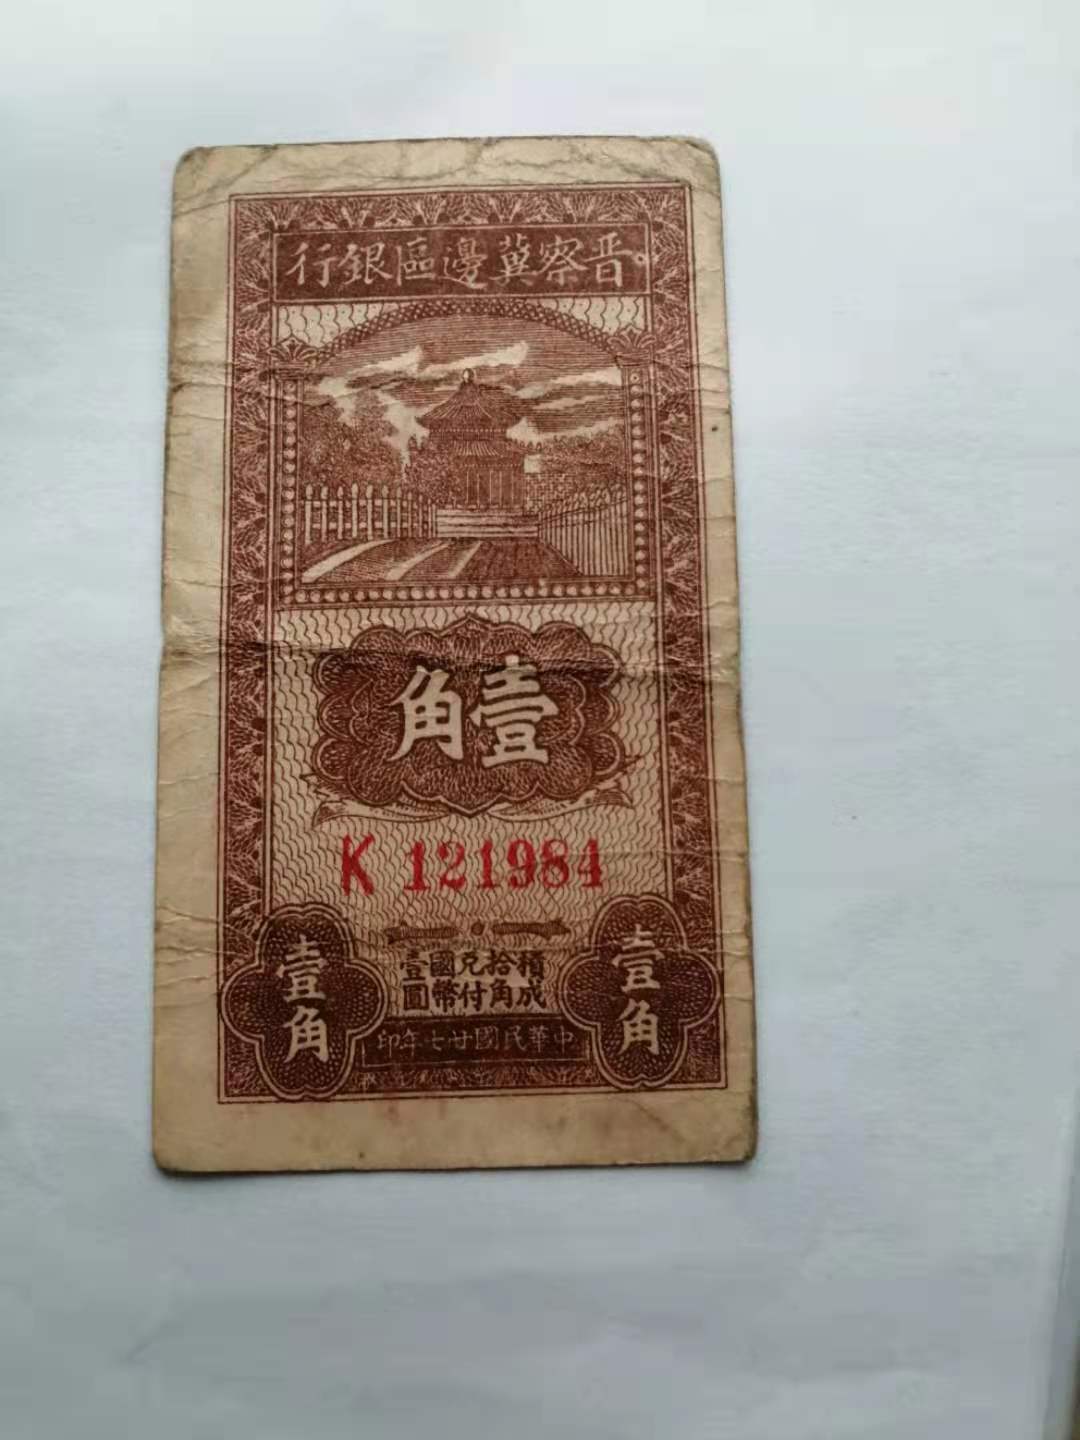 晋察冀邊區銀行
壹角
K 121984
積成拾角兑付國幣壹圓
壹角
壹角
中華民國廿七年印